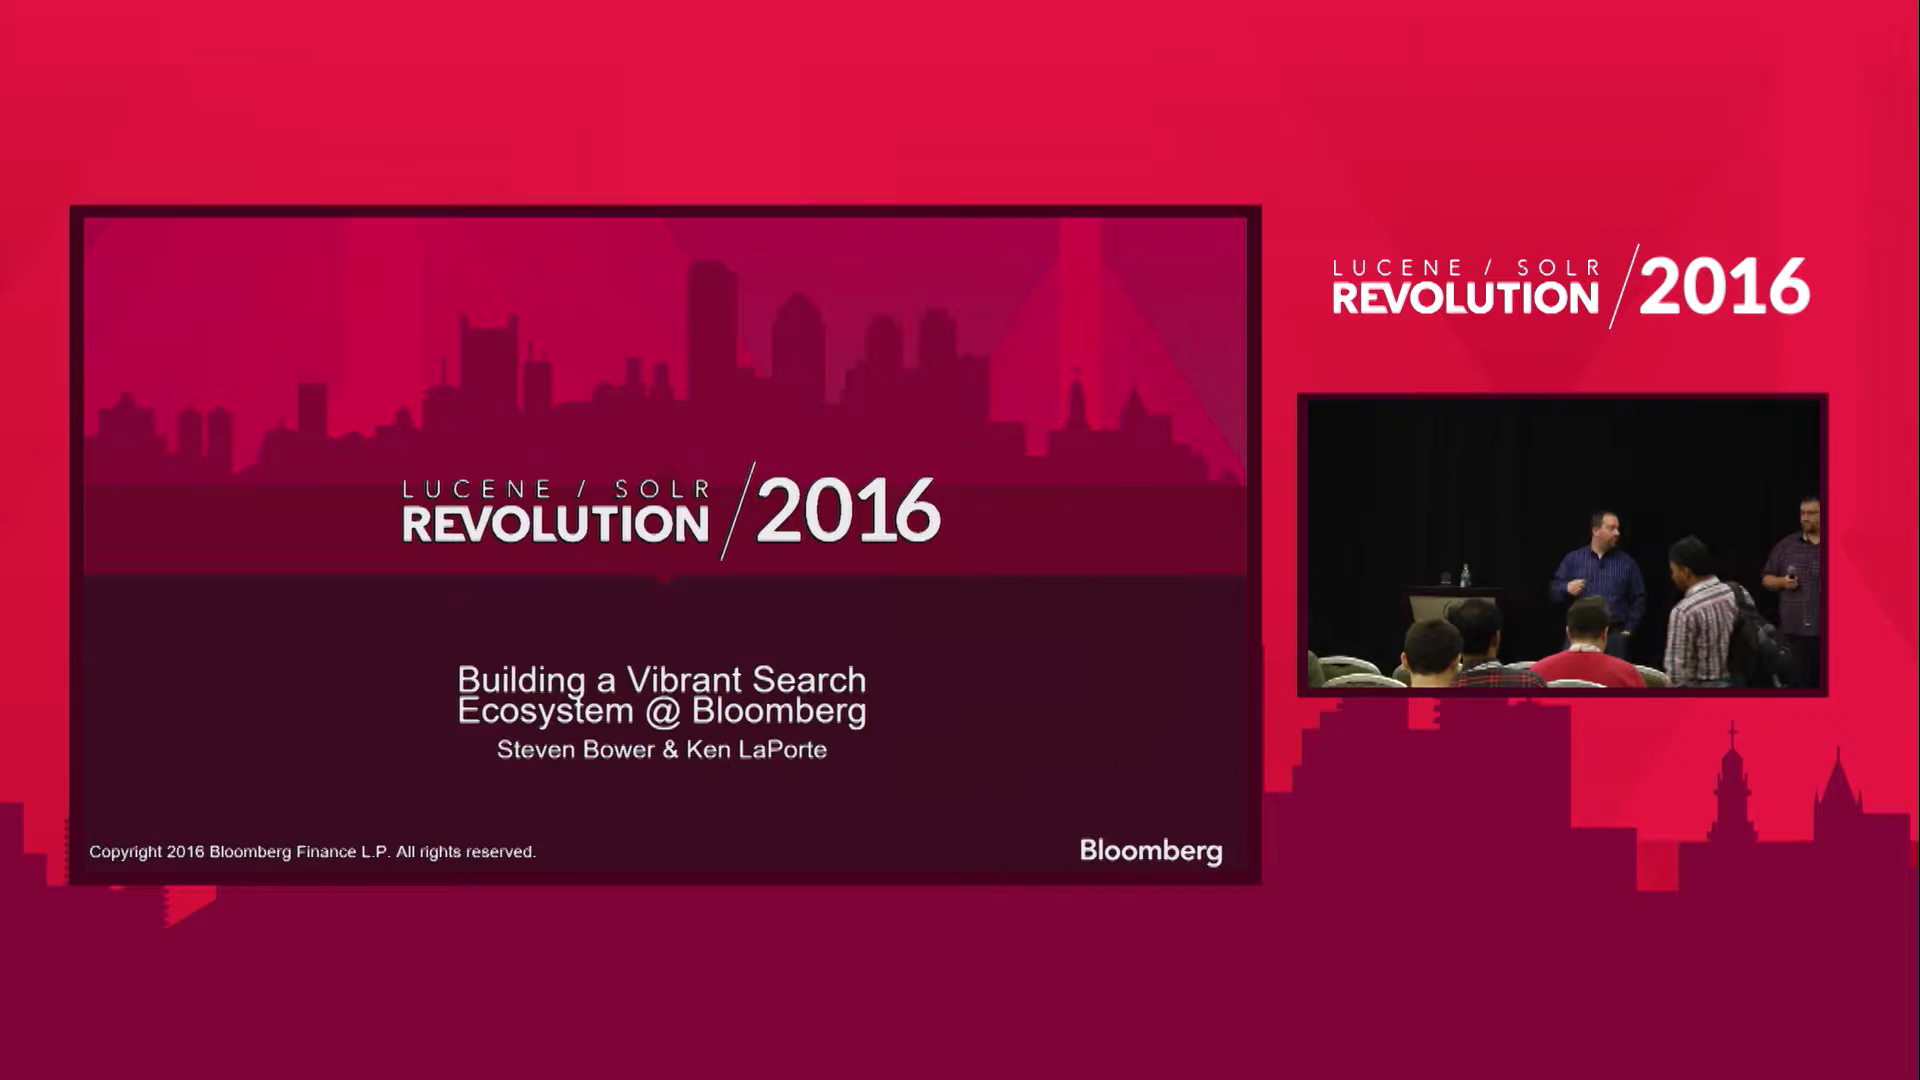 LUCENE / SOLR
REVOLUTION / 2016
Building a Vibrant Search
Ecosystem @ Bloomberg
Steven Bower & Ken LaPorte
Copyright 2016 Bloomberg Finance L.P. All rights reserved.
Bloomberg
LUCENE / SOLR
REVOLUTION / 2016